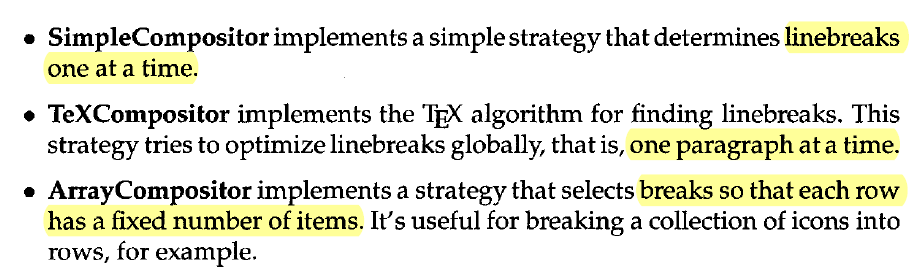 • SimpleCompositor implements a simple strategy that determines linebreaks
one at a time.
• TeXCompositor implements the TEX algorithm for finding linebreaks. This
strategy tries to optimize linebreaks globally, that is, one paragraph at a time.
• ArrayCompositor implements a strategy that selects breaks so that each row
has a fixed number of items. It's useful for breaking a collection of icons into
rows, for example.